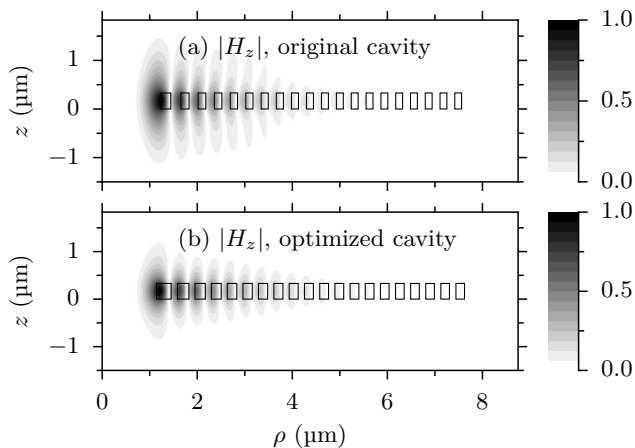 (a) |H_z|, original cavity
z (µm)
1
0
−1
1.0
0.5
0.0
(b) |H_z|, optimized cavity
z (µm)
1
0
−1
1.0
0.5
0.0
0 2 4 6 8
ρ (µm)